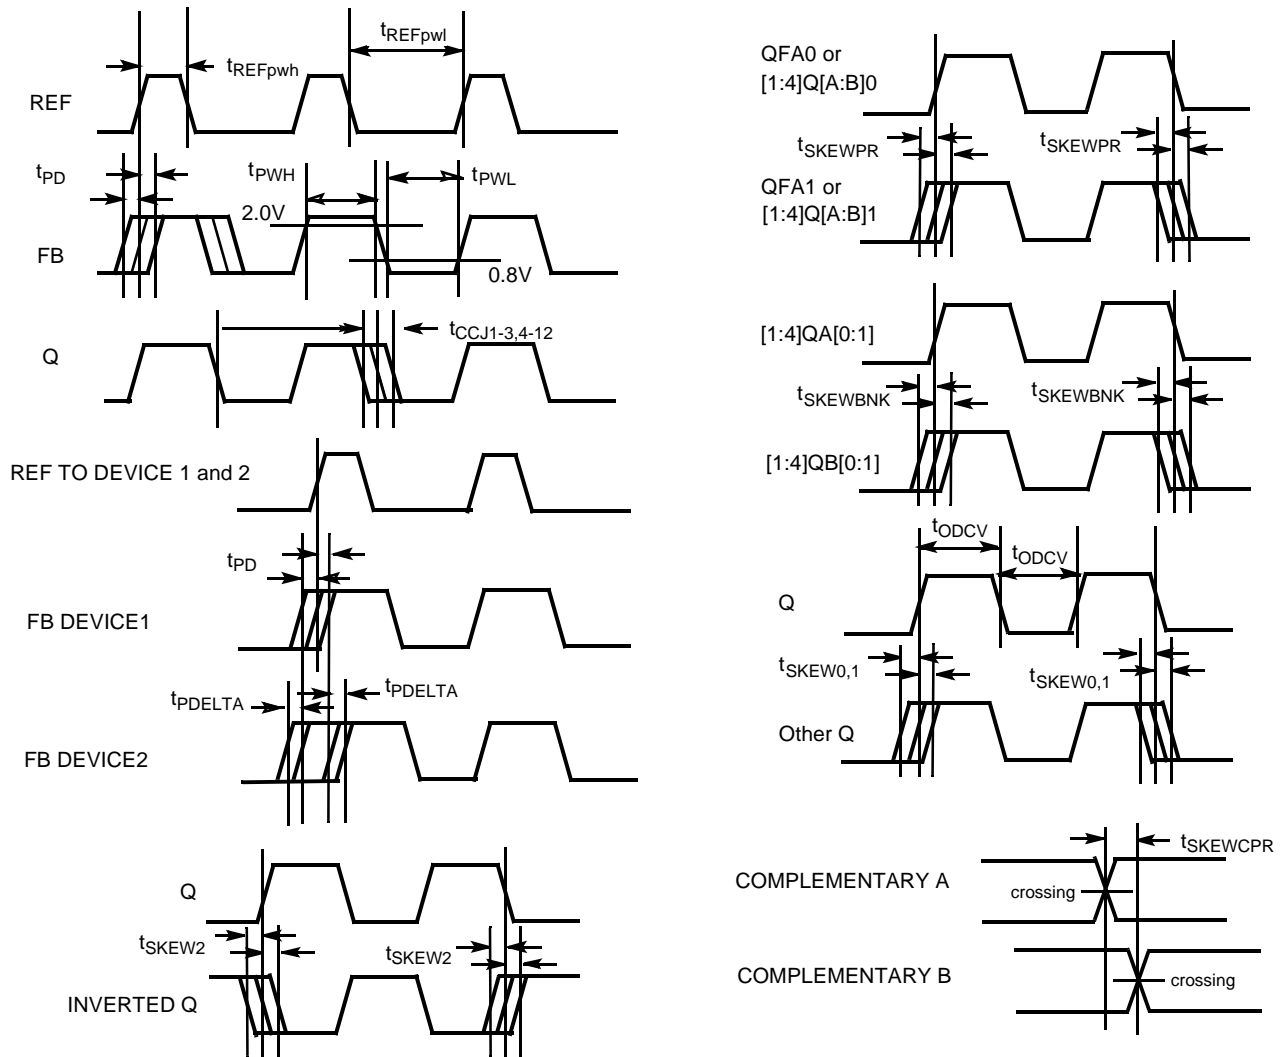 tREFpwh
tREFpwl
REF
tPD
tPWH
tPWL
2.0V
FB
0.8V
tCCJ1-3,4-12
Q
REF TO DEVICE 1 and 2
tPD
FB DEVICE1
tPDELTA
tPDELTA
FB DEVICE2
Q
tSKEW2
tSKEW2
INVERTED Q
QFA0 or
[1:4]Q[A:B]0
tSKEWPR
tSKEWPR
QFA1 or
[1:4]Q[A:B]1
[1:4]QA[0:1]
tSKEWBNK
tSKEWBNK
[1:4]QB[0:1]
tODCV
tODCV
Q
tSKEW0,1
tSKEW0,1
Other Q
tSKEWCPR
COMPLEMENTARY A
crossing
COMPLEMENTARY B
crossing